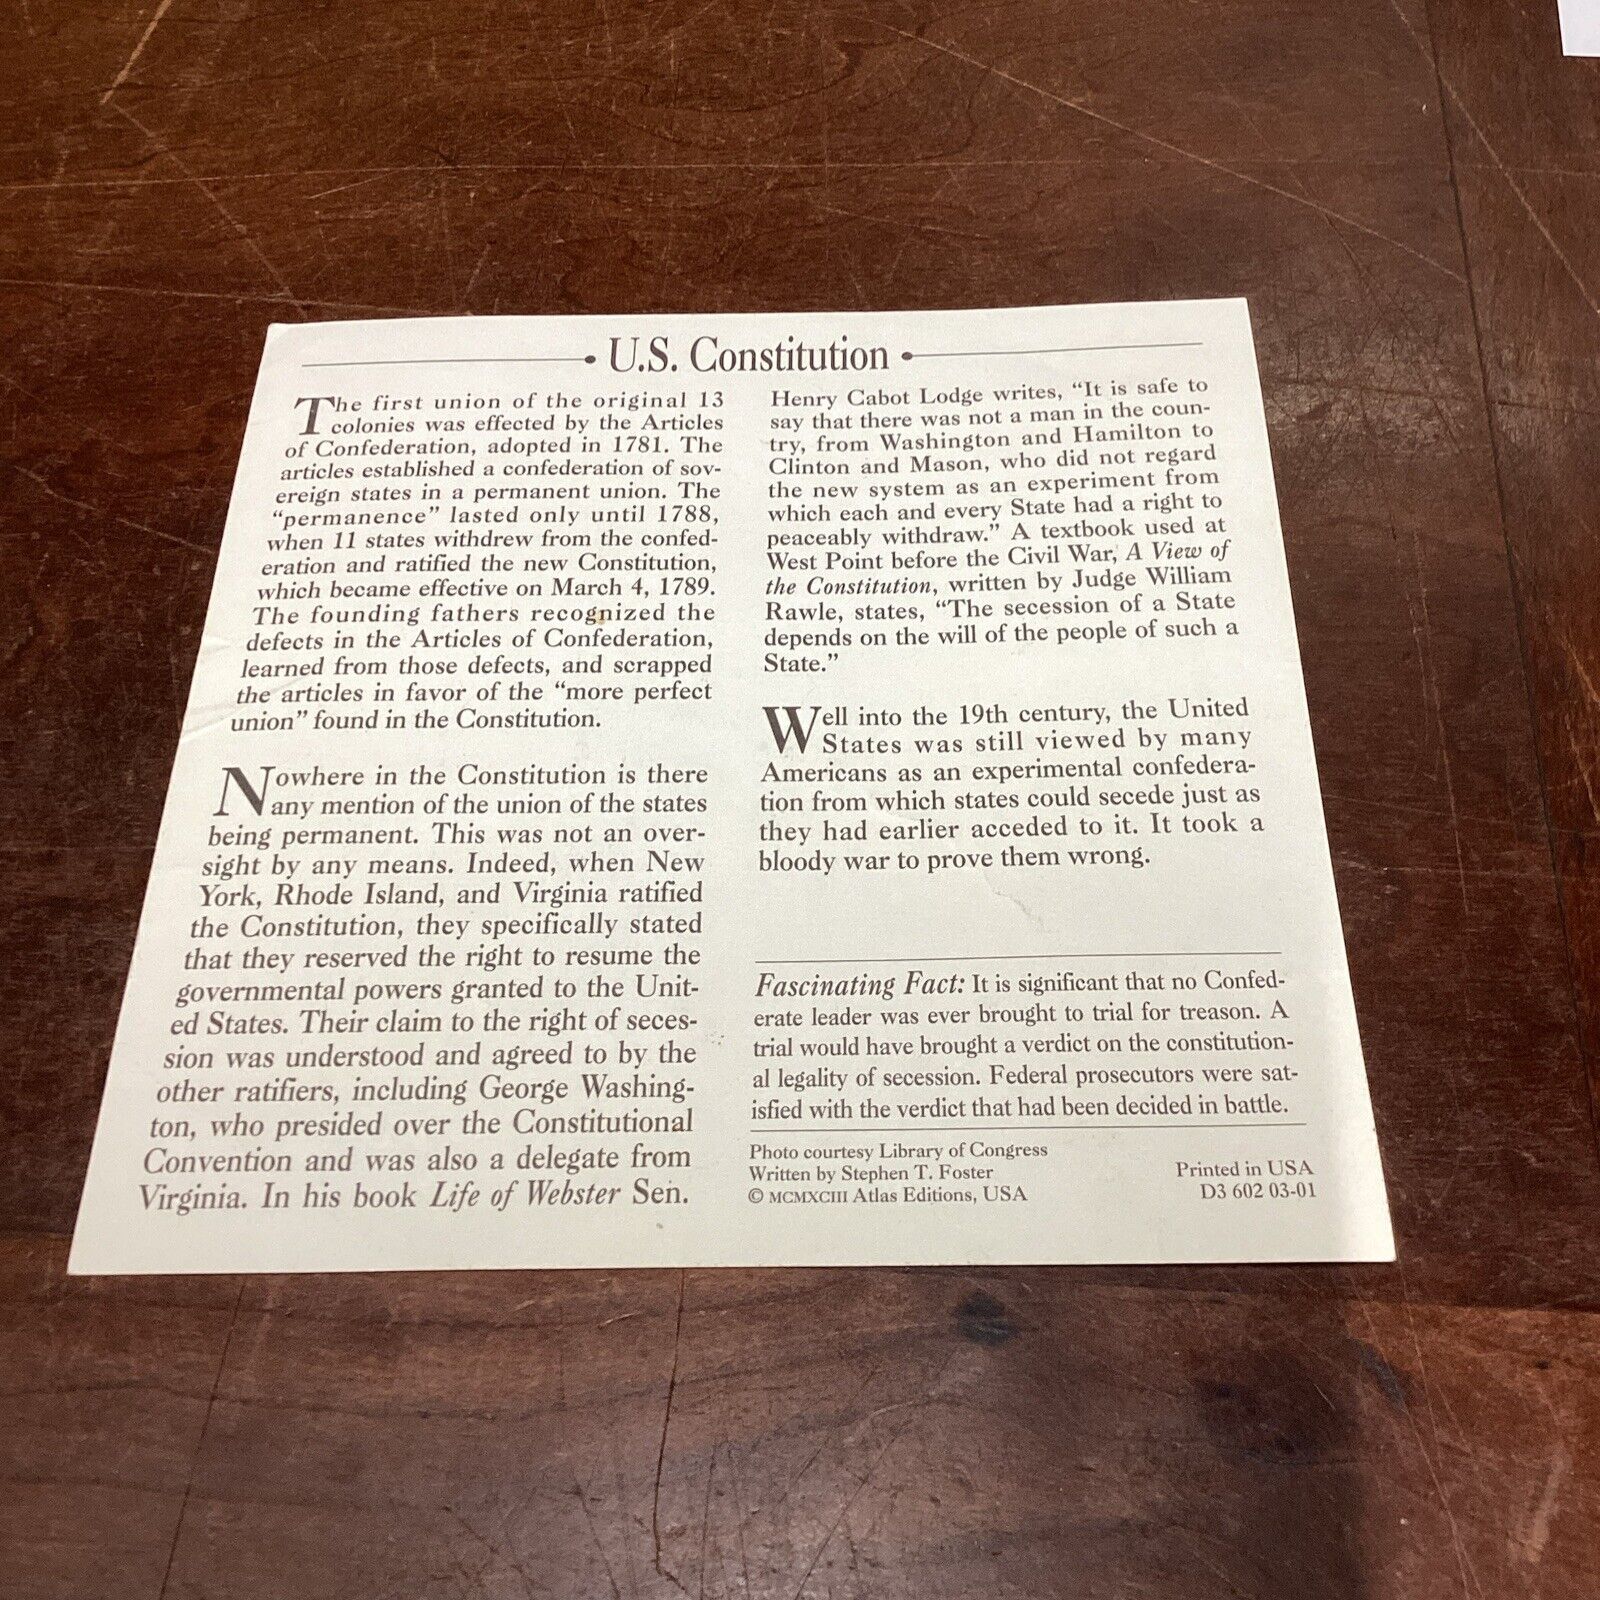 • U.S. Constitution •
The first union of the original 13
colonies was effected by the Articles
of Confederation, adopted in 1781. The
articles established a confederation of sov-
ereign states in a permanent union. The
"permanence" lasted only until 1788,
when 11 states withdrew from the confed-
eration and ratified the new Constitution,
which became effective on March 4, 1789.
The founding fathers recognized the
defects in the Articles of Confederation,
learned from those defects, and scrapped
the articles in favor of the "more perfect
union" found in the Constitution.
Nowhere in the Constitution is there
any mention of the union of the states
being permanent. This was not an over-
sight by any means. Indeed, when New
York, Rhode Island, and Virginia ratified
the Constitution, they specifically stated
that they reserved the right to resume the
governmental powers granted to the Unit-
ed States. Their claim to the right of seces-
sion was understood and agreed to by the
other ratifiers, including George Washing-
ton, who presided over the Constitutional
Convention and was also a delegate from
Virginia. In his book Life of Webster Sen.
Henry Cabot Lodge writes, "It is safe to
say that there was not a man in the coun-
try, from Washington and Hamilton to
Clinton and Mason, who did not regard
the new system as an experiment from
which each and every State had a right to
peaceably withdraw." A textbook used at
West Point before the Civil War, A View of
the Constitution, written by Judge William
Rawle, states, "The secession of a State
depends on the will of the people of such a
State."
Well into the 19th century, the United
States was still viewed by many
Americans as an experimental confedera-
tion from which states could secede just as
they had earlier acceded to it. It took a
bloody war to prove them wrong.
Fascinating Fact: It is significant that no Confed-
erate leader was ever brought to trial for treason. A
trial would have brought a verdict on the constitution-
al legality of secession. Federal prosecutors were sat-
isfied with the verdict that had been decided in battle.
Photo courtesy Library of Congress
Written by Stephen T. Foster
© MCMXCIII Atlas Editions, USA
Printed in USA
D3 602 03-01